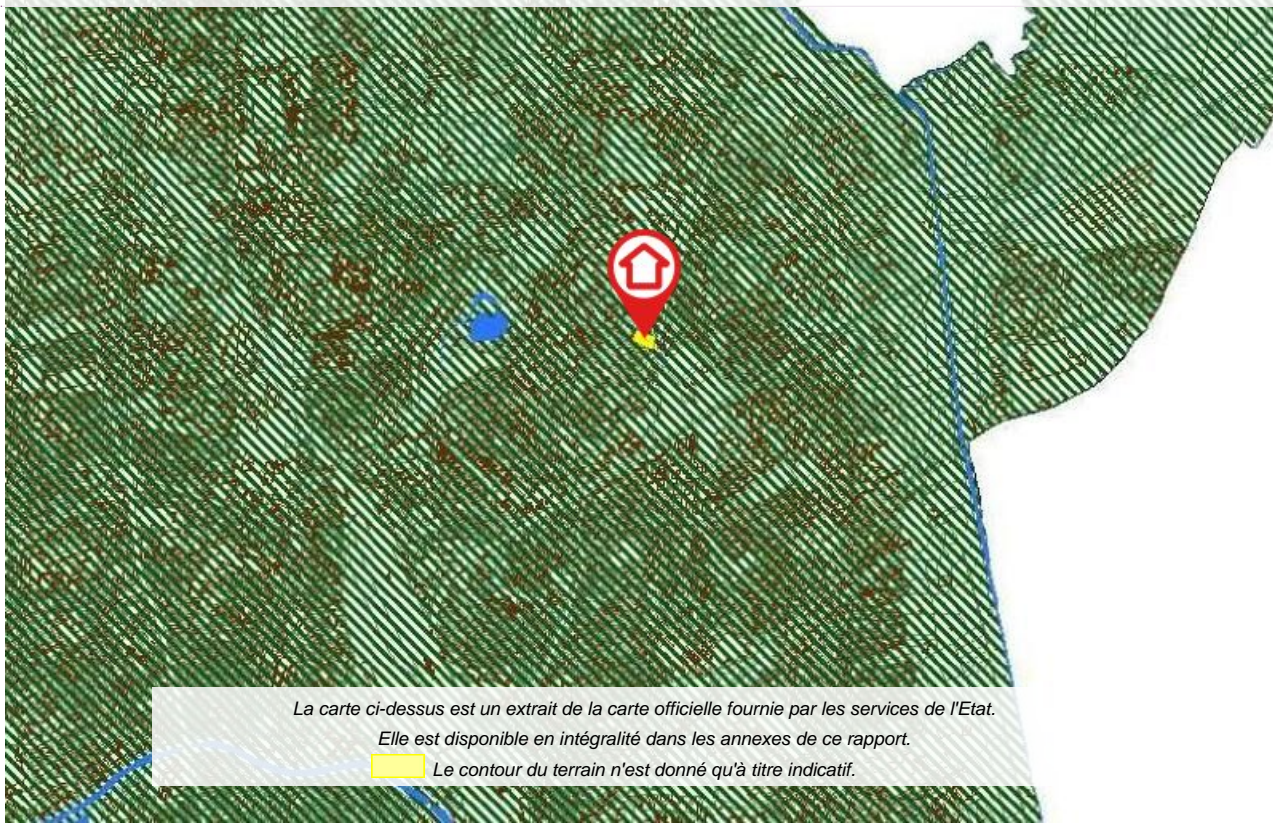 La carte ci-dessus est un extrait de la carte officielle fournie par les services de l'Etat.
Elle est disponible en intégralité dans les annexes de ce rapport.
Le contour du terrain n'est donné qu'à titre indicatif.